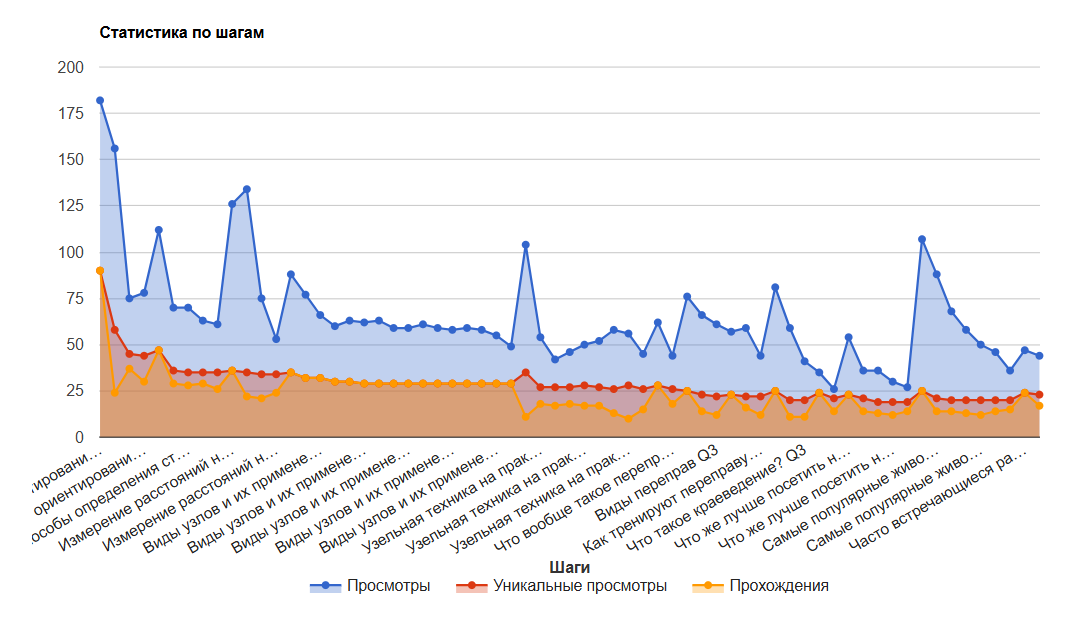 Статистика по шагам
200
175
150
125
100
75
50
25
0
ориентировани…
определения ст…
Измерение расстояний н…
Измерение расстояний н…
Виды узлов и их примене…
Виды узлов и их примене…
Виды узлов и их примене…
Виды узлов и их примене…
Виды узлов и их примене…
Узельная техника на прак…
Узельная техника на прак…
Узельная техника на прак…
Что вообще такое перепр…
Виды переправ Q3
Как тренируют переправу…
Что такое краеведение? Q3
Что же лучше посетить н…
Что же лучше посетить н…
Самые популярные живо…
Самые популярные живо…
Часто встречающиеся ра…
Шаги
Просмотры
Уникальные просмотры
Прохождения